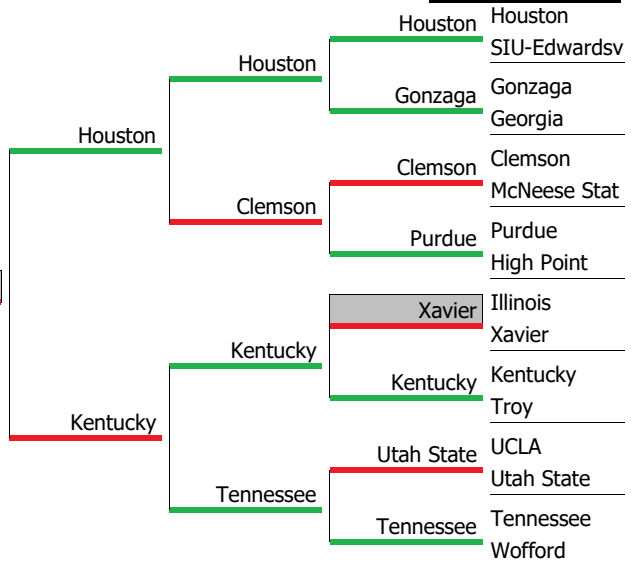 Houston
SIU-Edwardsv
Houston
Houston
Gonzaga
Georgia
Gonzaga
Houston
Clemson
McNeese Stat
Clemson
Clemson
Purdue
High Point
Purdue
Illinois
Xavier
Xavier
Kentucky
Kentucky
Troy
Kentucky
Kentucky
UCLA
Utah State
Utah State
Tennessee
Tennessee
Wofford
Tennessee